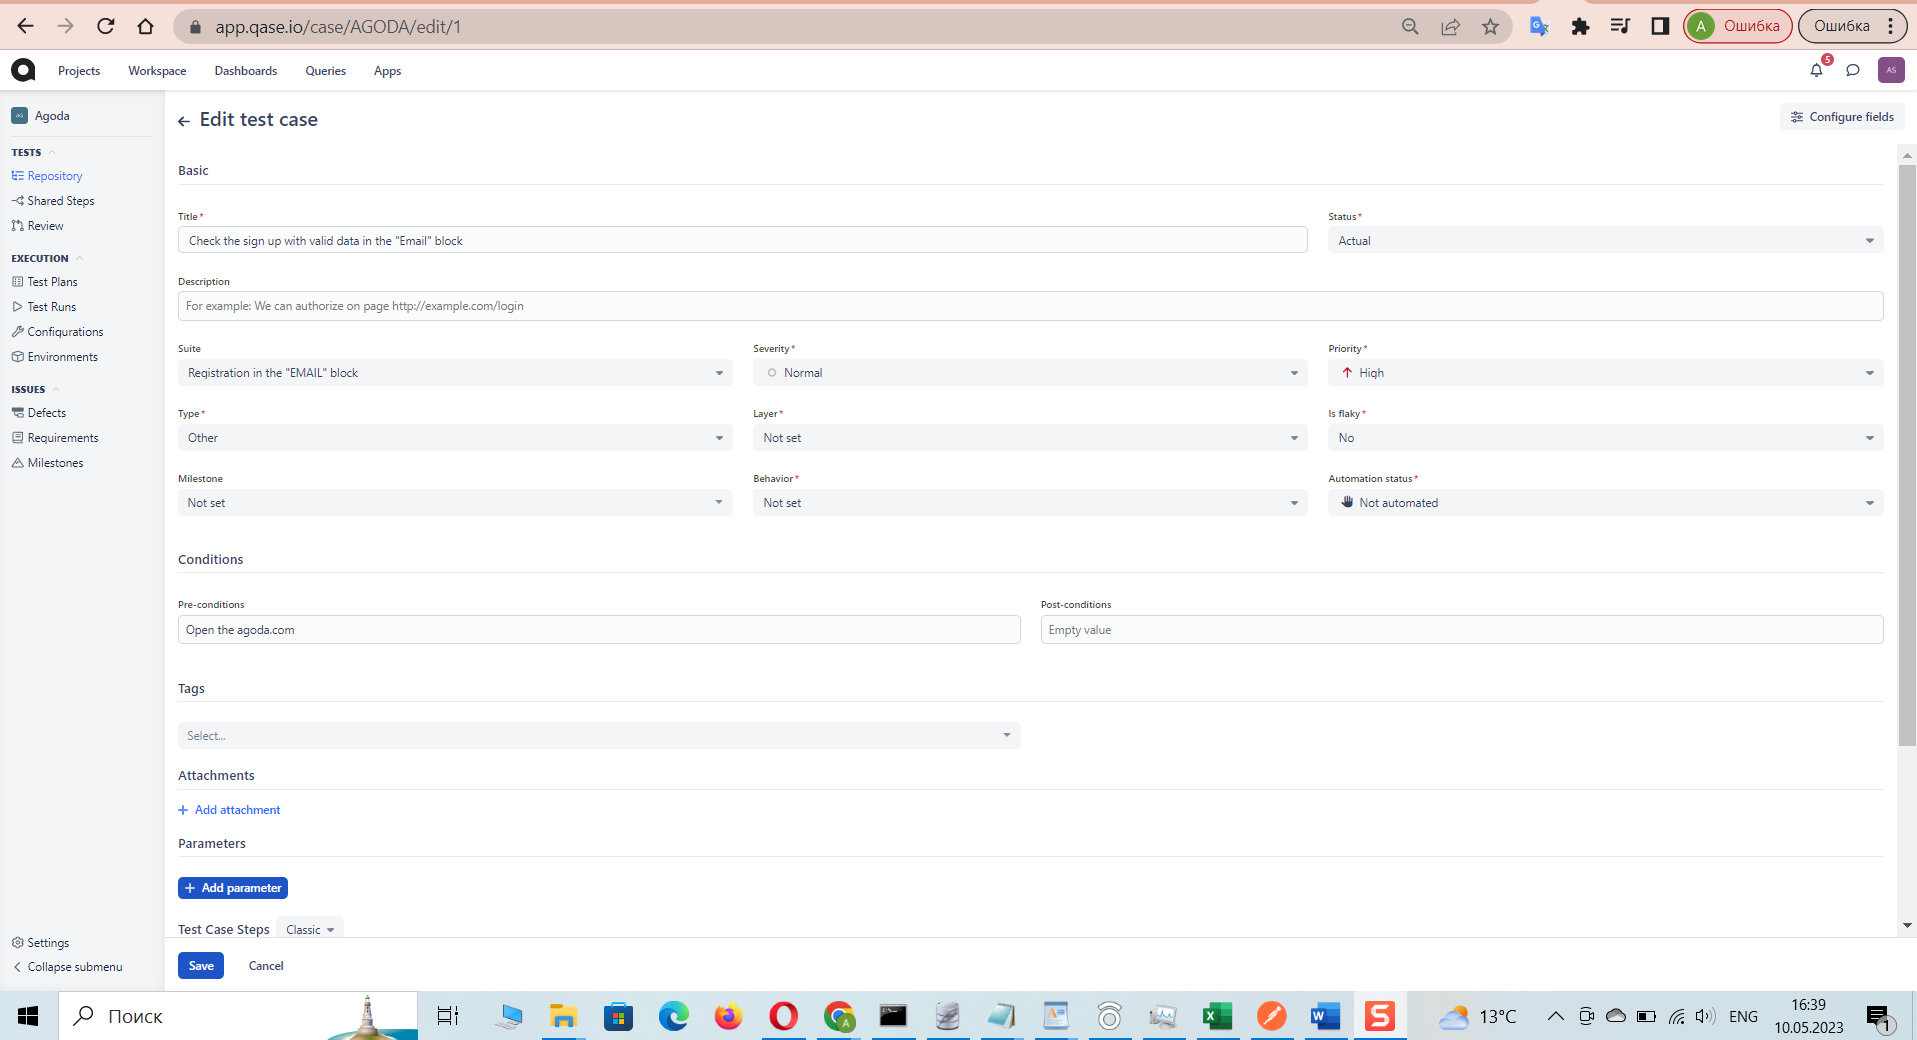 app.qase.io/case/AGODA/edit/1
A Ошибка
Ошибка
Projects Workspace Dashboards Queries Apps
5
AS
AG Agoda
TESTS
Repository
Shared Steps
Review
EXECUTION
Test Plans
Test Runs
Configurations
Environments
ISSUES
Defects
Requirements
Milestones
Settings
Collapse submenu
Edit test case
Configure fields
Basic
Title*
Status*
Check the sign up with valid data in the "Email" block
Actual
Description
For example: We can authorize on page http://example.com/login
Suite
Severity*
Priority*
Registration in the "EMAIL" block
Normal
High
Type*
Layer*
Is flaky*
Other
Not set
No
Milestone
Behavior*
Automation status*
Not set
Not set
Not automated
Conditions
Pre-conditions
Post-conditions
Open the agoda.com
Empty value
Tags
Select...
Attachments
+ Add attachment
Parameters
+ Add parameter
Test Case Steps Classic
Save Cancel
Поиск
A
X
W
S
13°C
ENG
16:39
10.05.2023
1